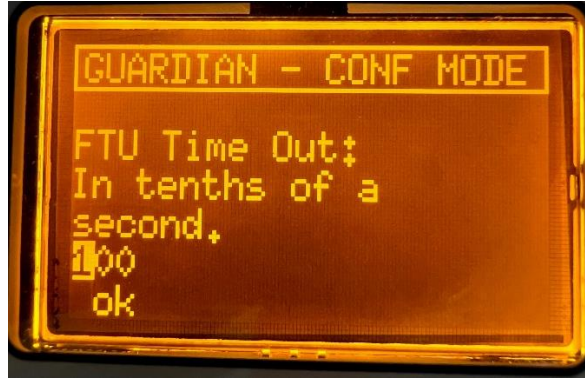 GUARDIAN - CONF MODE
FTU Time Out:
In tenths of a
second.
100
ok